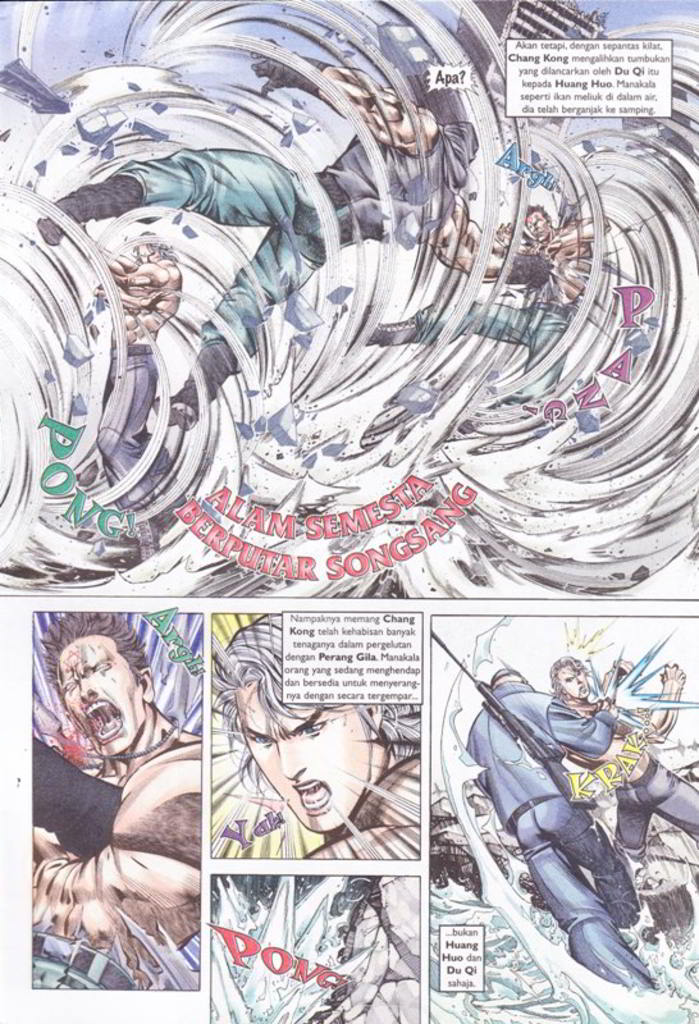 Akan tetapi, dengan sepantas kilat,
Chang Kong mengalihkan tumbukan
yang dilancarkan oleh Du Qi itu
kepada Huang Huo. Manakala
seperti ikan meliuk di dalam air,
dia telah berganjak ke samping.
Apa?
Argh!
PANG!
PONG!
ALAM SEMESTA
BERPUTAR SONGSANG
Argh!
Nampaknya memang Chang
Kong telah kehabisan banyak
tenaganya dalam pergelutan
dengan Perang Gila. Manakala
orang yang sedang menghendap
dan bersedia untuk menyerang-
nya dengan secara tergempar...
Yah!
PONG!
KRAK.....
...bukan
Huang
Huo dan
Du Qi
sahaja.